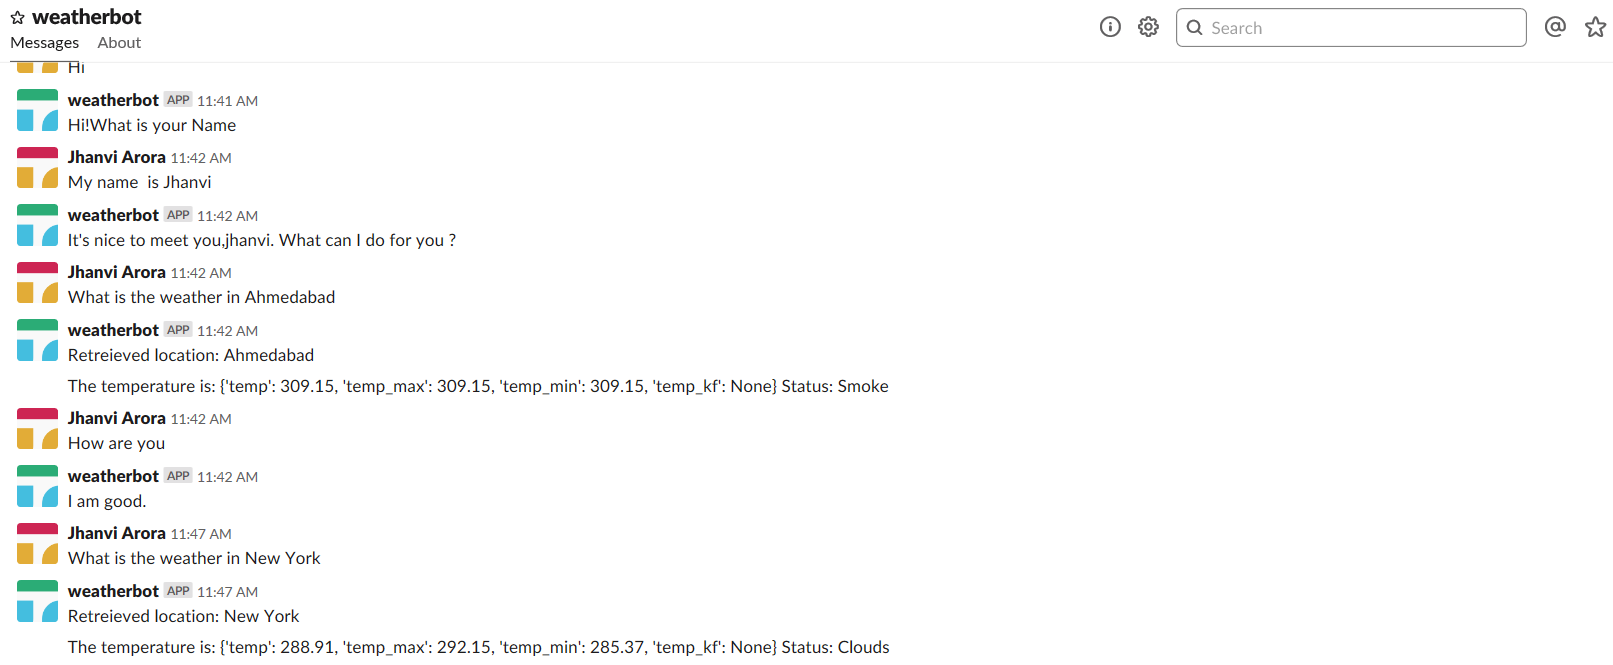 weatherbot
Messages About
Search
Hi
weatherbot APP 11:41 AM
Hi!What is your Name
Jhanvi Arora 11:42 AM
My name  is Jhanvi
weatherbot APP 11:42 AM
It's nice to meet you,jhanvi. What can I do for you ?
Jhanvi Arora 11:42 AM
What is the weather in Ahmedabad
weatherbot APP 11:42 AM
Retreieved location: Ahmedabad
The temperature is: {'temp': 309.15, 'temp_max': 309.15, 'temp_min': 309.15, 'temp_kf': None} Status: Smoke
Jhanvi Arora 11:42 AM
How are you
weatherbot APP 11:42 AM
I am good.
Jhanvi Arora 11:47 AM
What is the weather in New York
weatherbot APP 11:47 AM
Retreieved location: New York
The temperature is: {'temp': 288.91, 'temp_max': 292.15, 'temp_min': 285.37, 'temp_kf': None} Status: Clouds